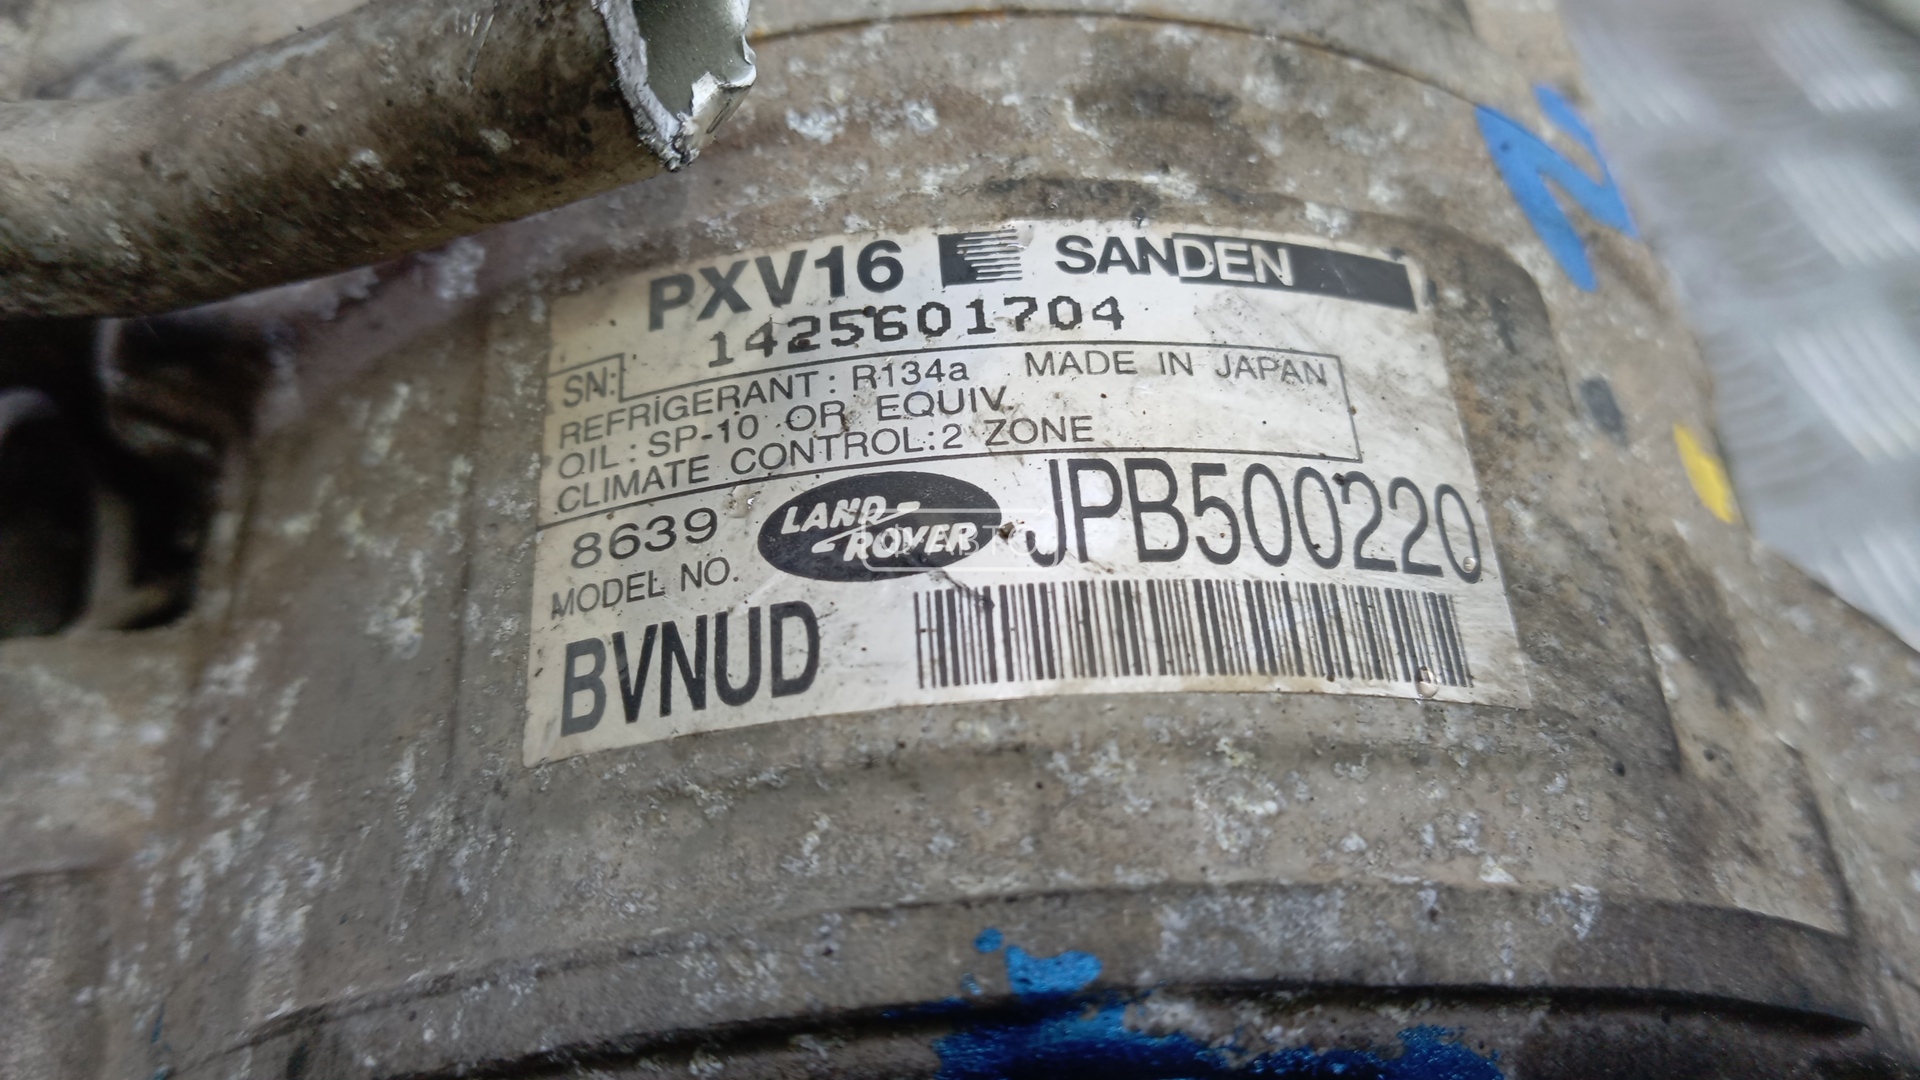 PXV16 SANDEN
SN: 1425601704
REFRIGERANT: R134a MADE IN JAPAN
OIL: SP-10 OR EQUIV.
CLIMATE CONTROL: 2 ZONE
8639 LAND ROVER JPB500220
MODEL NO.
BVNUD